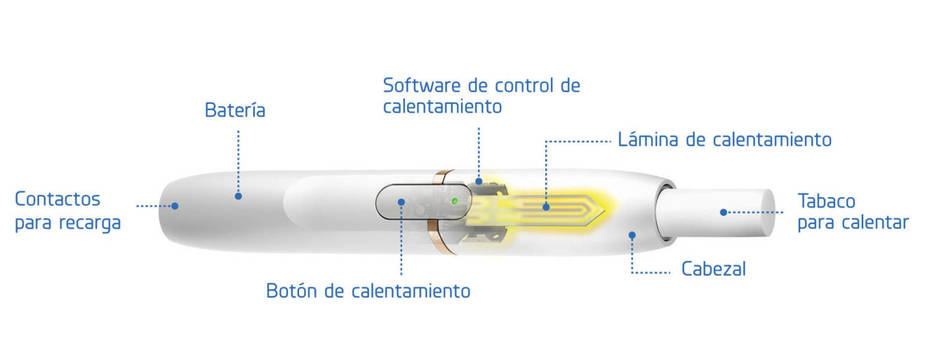 Software de control de
calentamiento
Batería
Lámina de calentamiento
Contactos
para recarga
Tabaco
para calentar
Cabezal
Botón de calentamiento